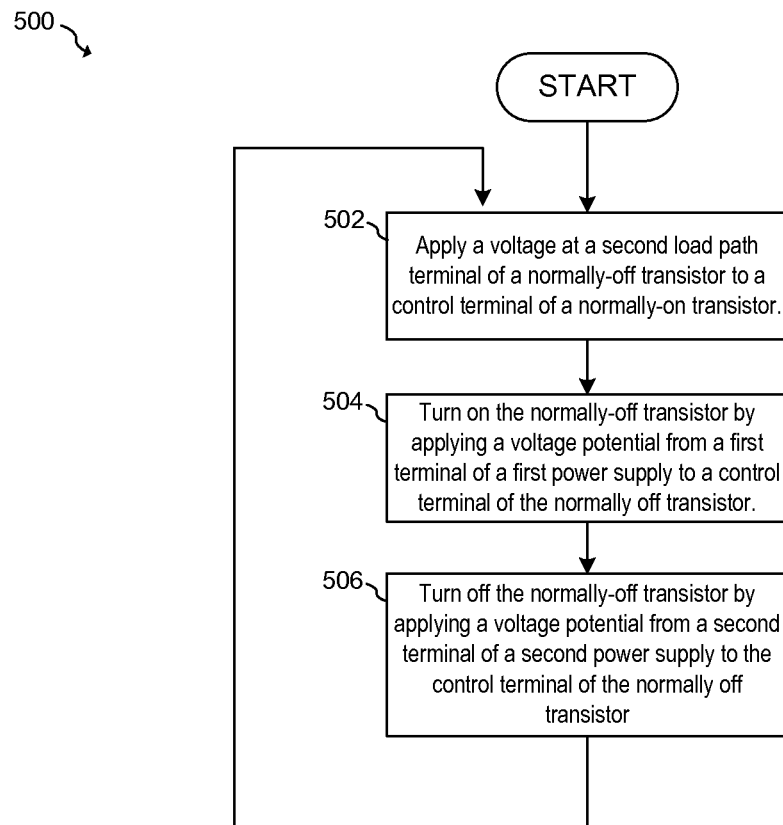 500
START
502
Apply a voltage at a second load path
terminal of a normally-off transistor to a
control terminal of a normally-on transistor.
504
Turn on the normally-off transistor by
applying a voltage potential from a first
terminal of a first power supply to a control
terminal of the normally off transistor.
506
Turn off the normally-off transistor by
applying a voltage potential from a second
terminal of a second power supply to the
control terminal of the normally off
transistor